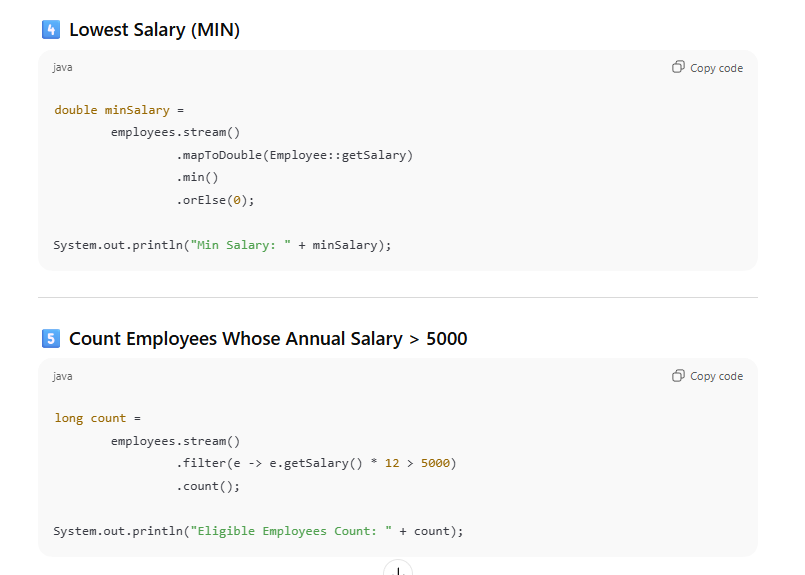 4 Lowest Salary (MIN)
java
Copy code
double minSalary =
employees.stream()
.mapToDouble(Employee::getSalary)
.min()
.orElse(0);
System.out.println("Min Salary: " + minSalary);
5 Count Employees Whose Annual Salary > 5000
java
Copy code
long count =
employees.stream()
.filter(e -> e.getSalary() * 12 > 5000)
.count();
System.out.println("Eligible Employees Count: " + count);